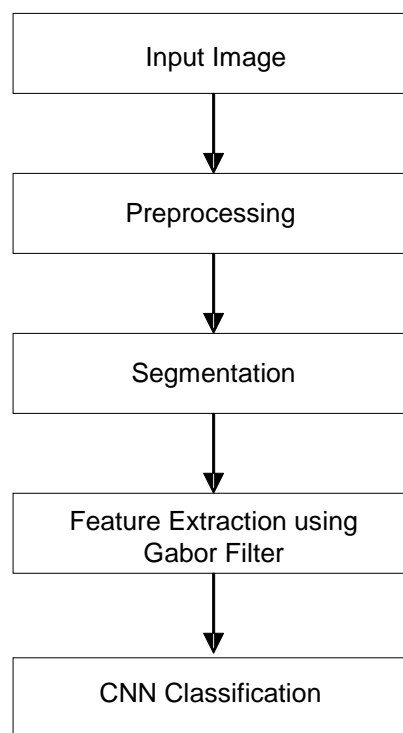 Input Image
Preprocessing
Segmentation
Feature Extraction using
Gabor Filter
CNN Classification